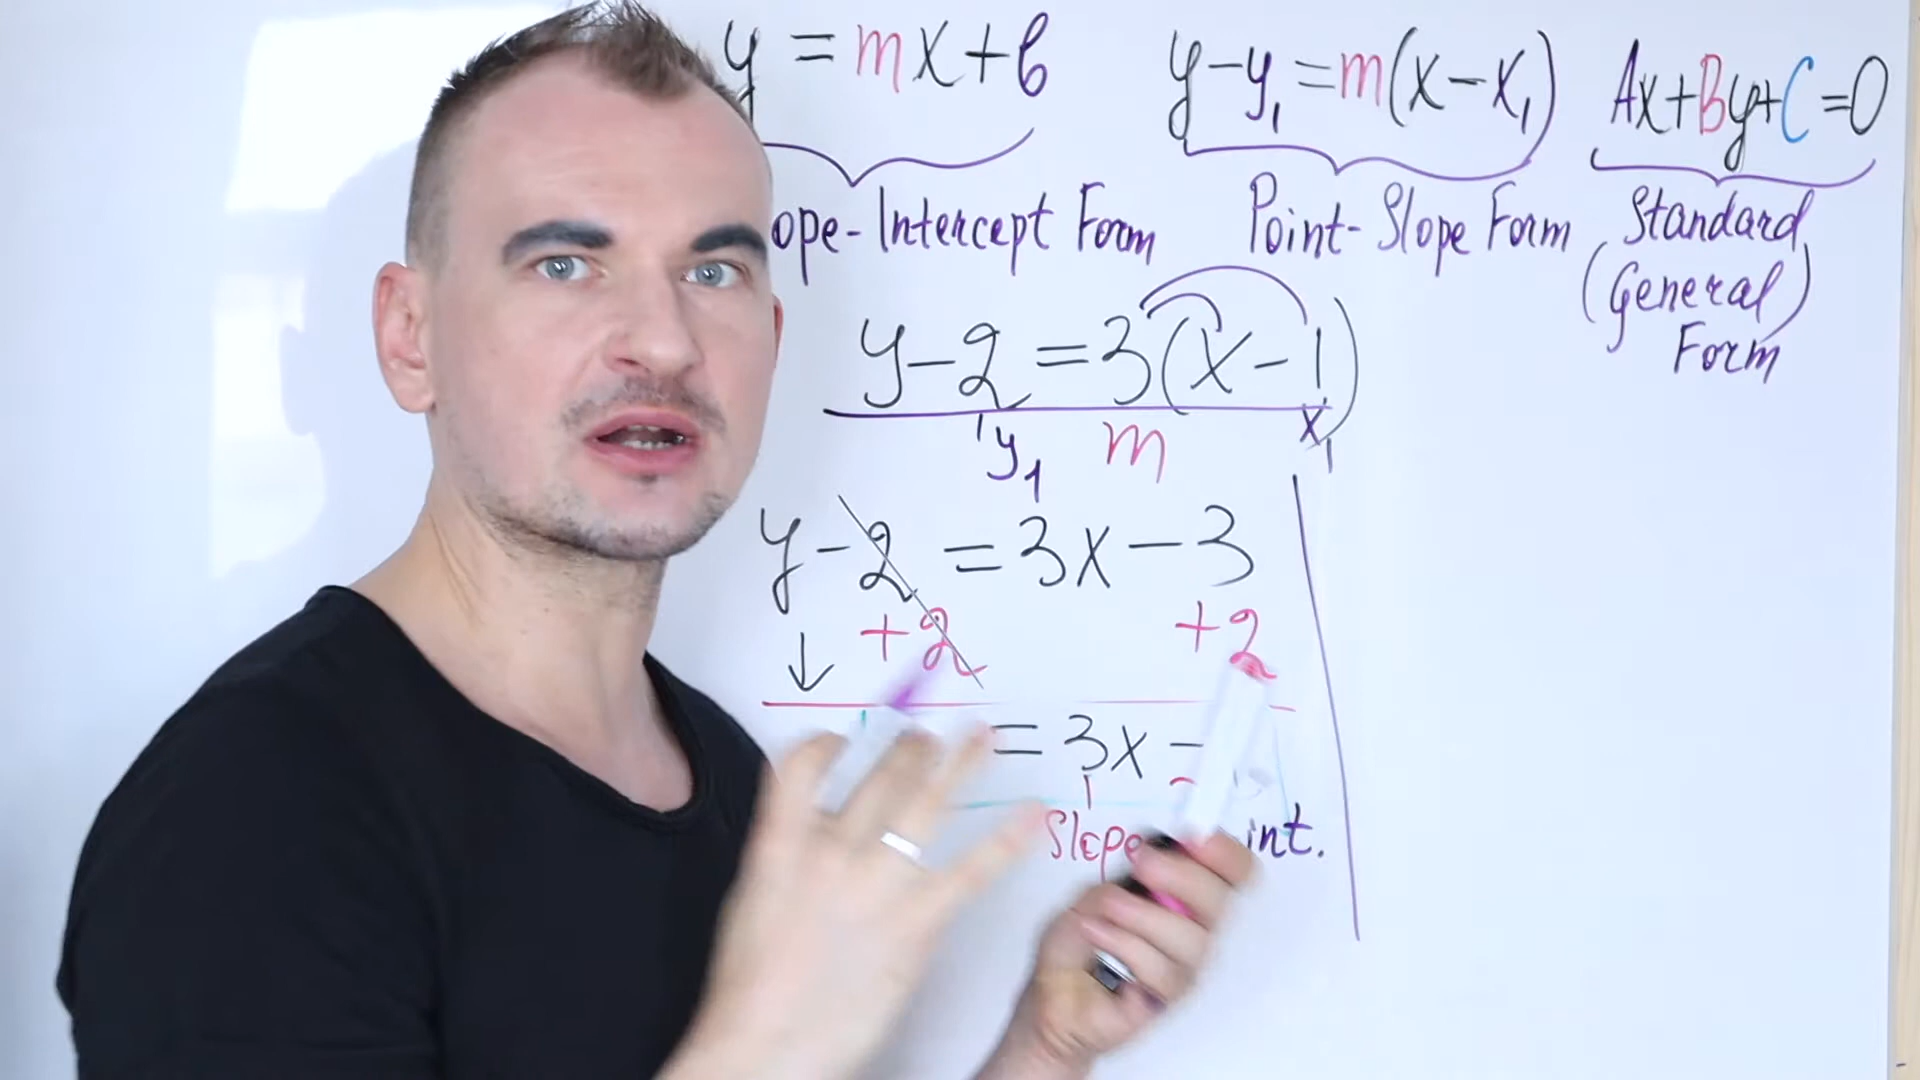 y = mx+b
y-y₁ =m(x-x₁)
Ax+By+C=0
ope-Intercept Form
Point-Slope Form
Standard
(General)
Form
y-2=3(x-1)
y₁ m x₁
y-2 = 3x-3
+2 +2
= 3x -
Slope int.